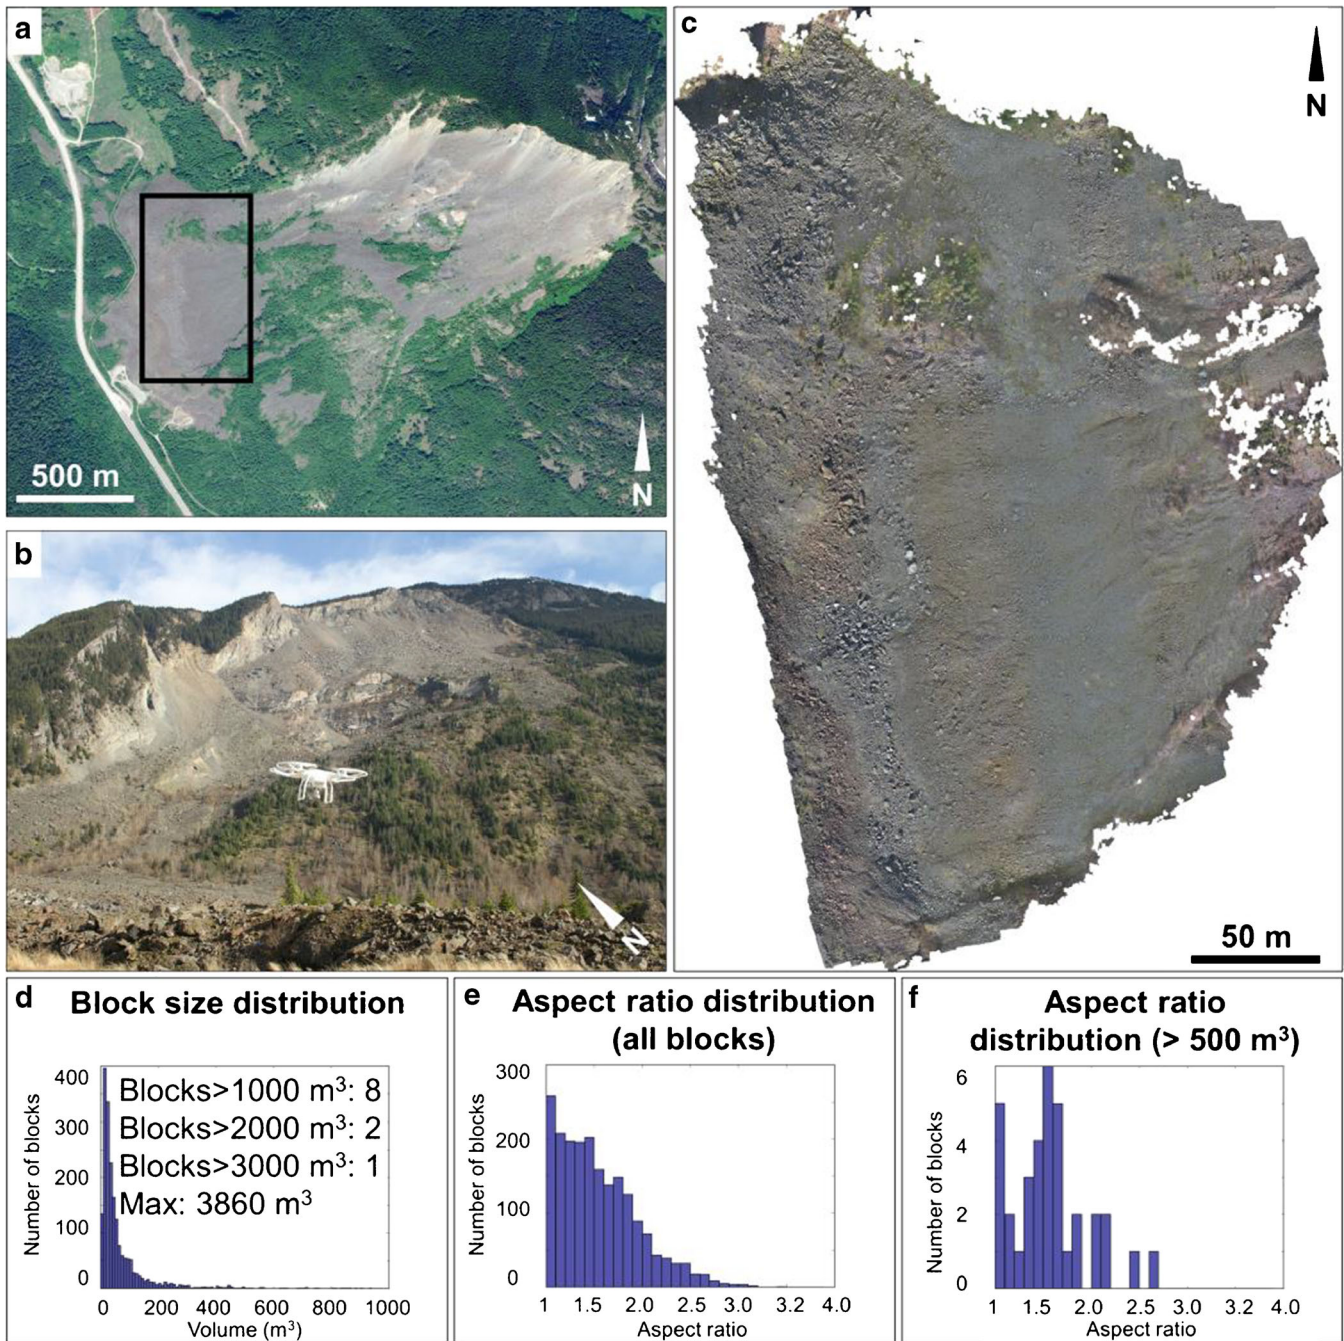 a
500 m
N
b
N
c
N
50 m
d
Block size distribution
Number of blocks
400
300
200
100
0
Blocks>1000 m³: 8
Blocks>2000 m³: 2
Blocks>3000 m³: 1
Max: 3860 m³
0 200 400 600 800 1000
Volume (m³)
e
Aspect ratio distribution
(all blocks)
Number of blocks
300
200
100
0
1 1.5 2.0 2.5 3.0 3.2 4.0
Aspect ratio
f
Aspect ratio
distribution (> 500 m³)
Number of blocks
6
4
2
0
1 1.5 2.0 2.5 3.0 3.2 4.0
Aspect ratio